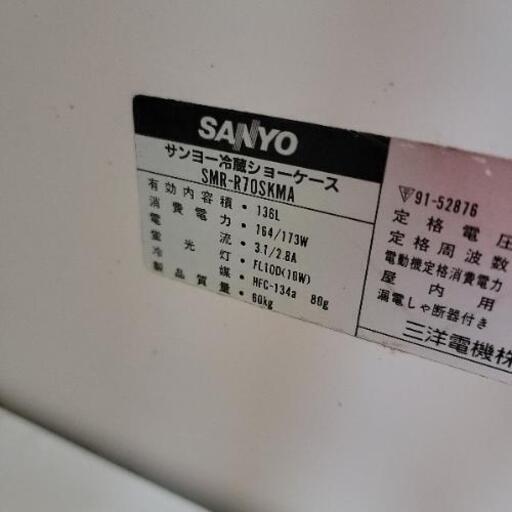 SANYO
サンヨー冷蔵ショーケース
SMR-R70SKMA
有効内容積・ 136L
消費電力・ 164/173W
電流・ 3.1/2.8A
蛍光灯・ FL10D(10W)
冷媒・ HFC-134a 80g
製品質量・ 60kg
91-52876
定格電圧
定格周波数
電動機定格消費電力
屋内用
漏電しゃ断器付き
三洋電機株